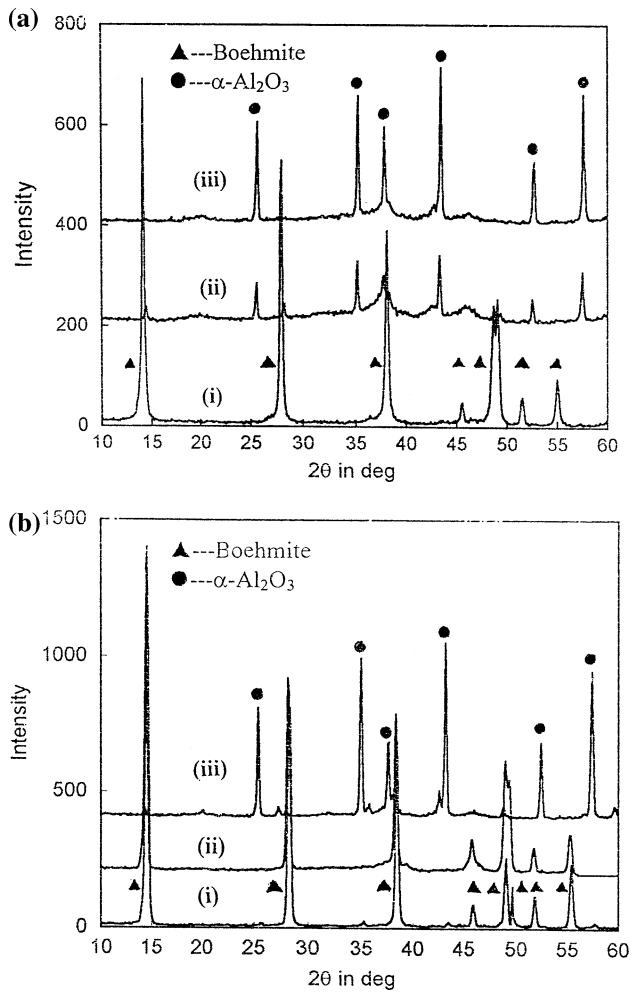 (a)
800
▲---Boehmite
●---α-Al2O3
600
(iii)
400
(ii)
200
(i)
0
Intensity
10 15 20 25 30 35 40 45 50 55 60
2θ in deg
(b)
1500
▲---Boehmite
●---α-Al2O3
1000
(iii)
500
(ii)
(i)
0
Intensity
10 15 20 25 30 35 40 45 50 55 60
2θ in deg